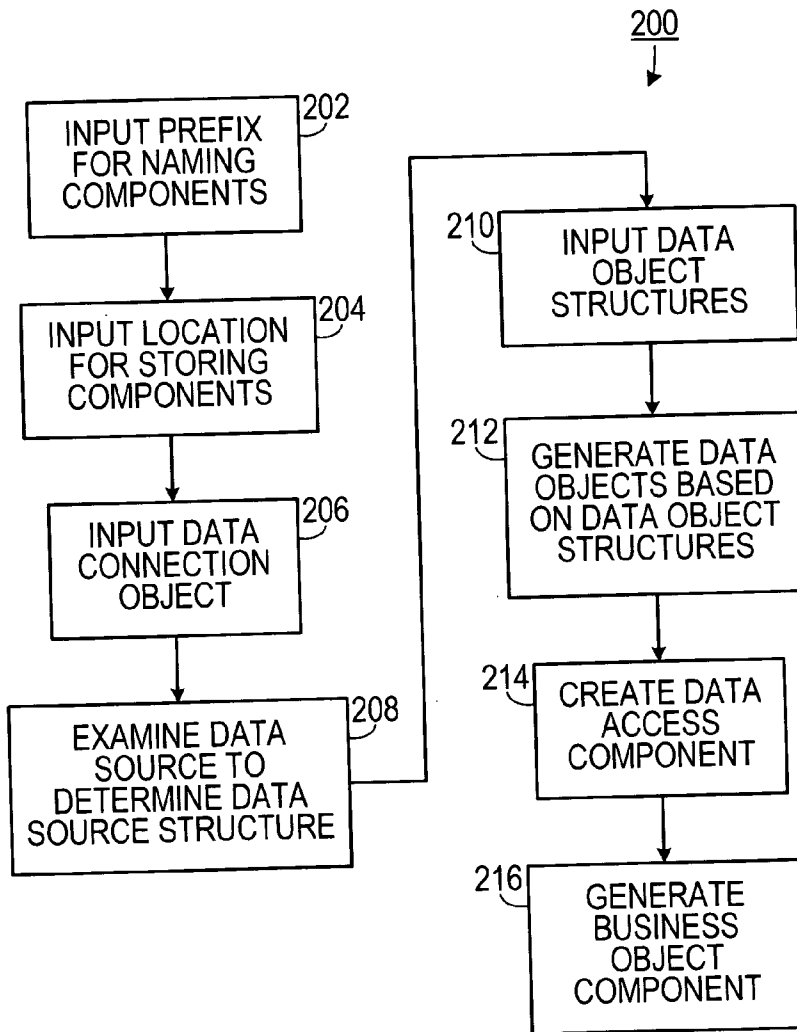 200
202
INPUT PREFIX
FOR NAMING
COMPONENTS
204
INPUT LOCATION
FOR STORING
COMPONENTS
206
INPUT DATA
CONNECTION
OBJECT
208
EXAMINE DATA
SOURCE TO
DETERMINE DATA
SOURCE STRUCTURE
210
INPUT DATA
OBJECT
STRUCTURES
212
GENERATE DATA
OBJECTS BASED
ON DATA OBJECT
STRUCTURES
214
CREATE DATA
ACCESS
COMPONENT
216
GENERATE
BUSINESS
OBJECT
COMPONENT